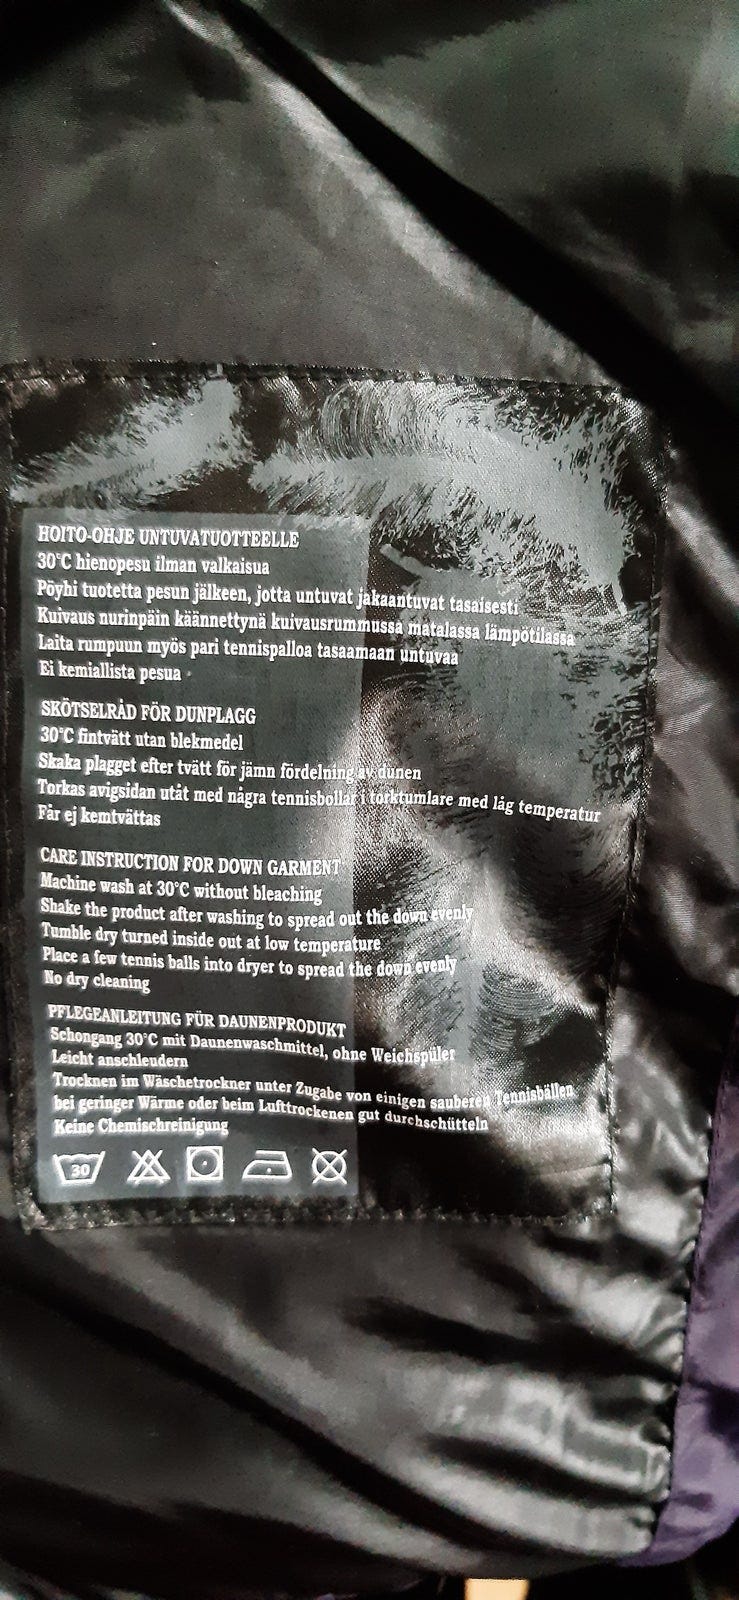 HOITO-OHJE UNTUVATUOTTEELLE
30°C hienopesu ilman valkaisua
Pöyhi tuotetta pesun jälkeen, jotta untuvat jakaantuvat tasaisesti
Kuivaus nurinpäin käännettynä kuivausrummussa matalassa lämpötilassa
Laita rumpuun myös pari tennispalloa tasaamaan untuvaa
Ei kemiallista pesua
SKÖTSELRÅD FÖR DUNPLAGG
30°C fintvätt utan blekmedel
Skaka plagget efter tvätt för jämn fördelning av dunen
Torkas avigsidan utåt med några tennisbollar i torktumlare med låg temperatur
Får ej kemtvättas
CARE INSTRUCTION FOR DOWN GARMENT
Machine wash at 30°C without bleaching
Shake the product after washing to spread out the down evenly
Tumble dry turned inside out at low temperature
Place a few tennis balls into dryer to spread the down evenly
No dry cleaning
PFLEGEANLEITUNG FÜR DAUNENPRODUKT
Schongang 30°C mit Daunenwaschmittel, ohne Weichspüler
Leicht anschleudern
Trocknen im Wäschetrockner unter Zugabe von einigen sauberen Tennisbällen
bei geringer Wärme oder beim Lufttrockenen gut durchschütteln
Keine Chemischreinigung
30